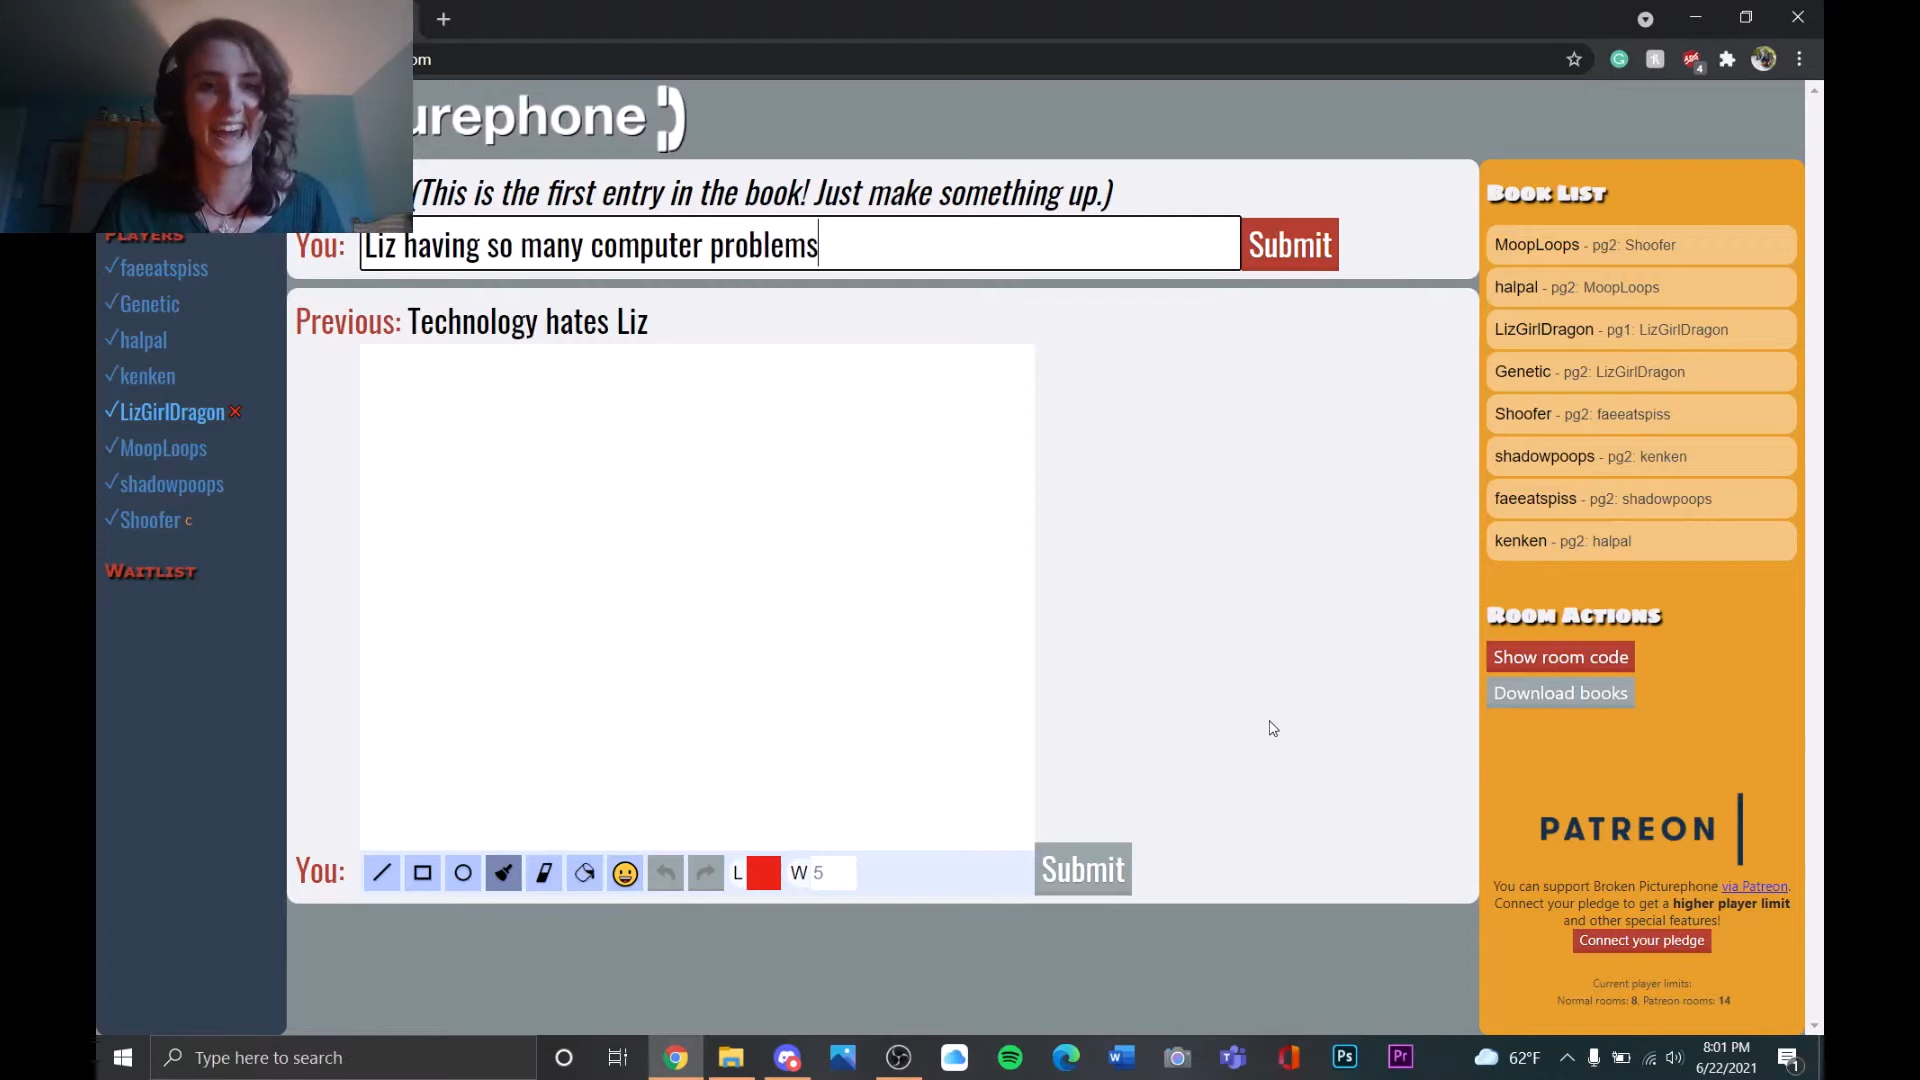 om
urephone
(This is the first entry in the book! Just make something up.)
You: Liz having so many computer problems Submit
Previous: Technology hates Liz
You: L W 5 Submit
Players
✓faeeatspiss
✓Genetic
✓halpal
✓kenken
✓LizGirlDragon ×
✓MoopLoops
✓shadowpoops
✓Shoofer c
Waitlist
Book List
MoopLoops - pg2: Shoofer
halpal - pg2: MoopLoops
LizGirlDragon - pg1: LizGirlDragon
Genetic - pg2: LizGirlDragon
Shoofer - pg2: faeeatspiss
shadowpoops - pg2: kenken
faeeatspiss - pg2: shadowpoops
kenken - pg2: halpal
Room Actions
Show room code
Download books
PATREON
You can support Broken Picturephone via Patreon.
Connect your pledge to get a higher player limit
and other special features!
Connect your pledge
Current player limits:
Normal rooms: 8, Patreon rooms: 14
Type here to search
Ps
Pr
62°F
8:01 PM
6/22/2021
1
4